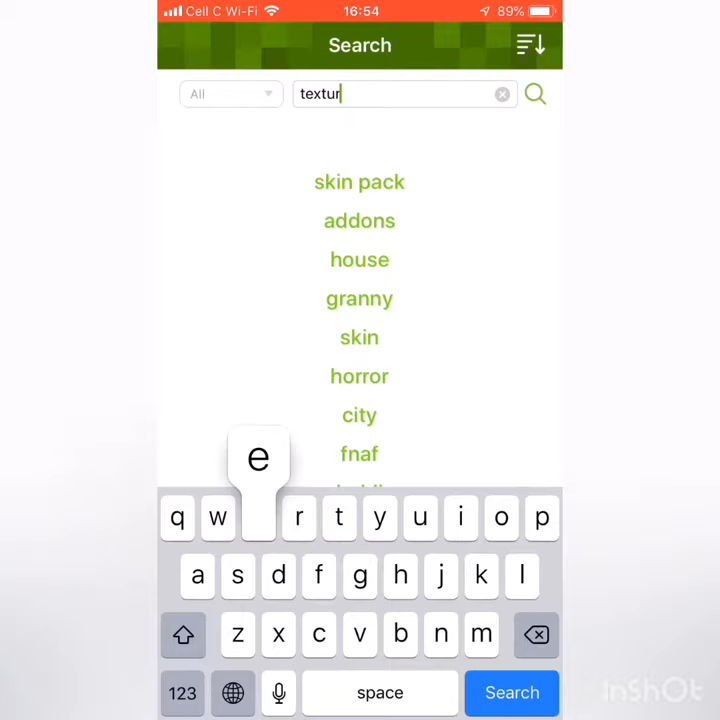 Cell C Wi-Fi 16:54 89%
Search
All textur
skin pack
addons
house
granny
skin
horror
city
fnaf
e
q w r t y u i o p
a s d f g h j k l
z x c v b n m
123 space Search
InShOt